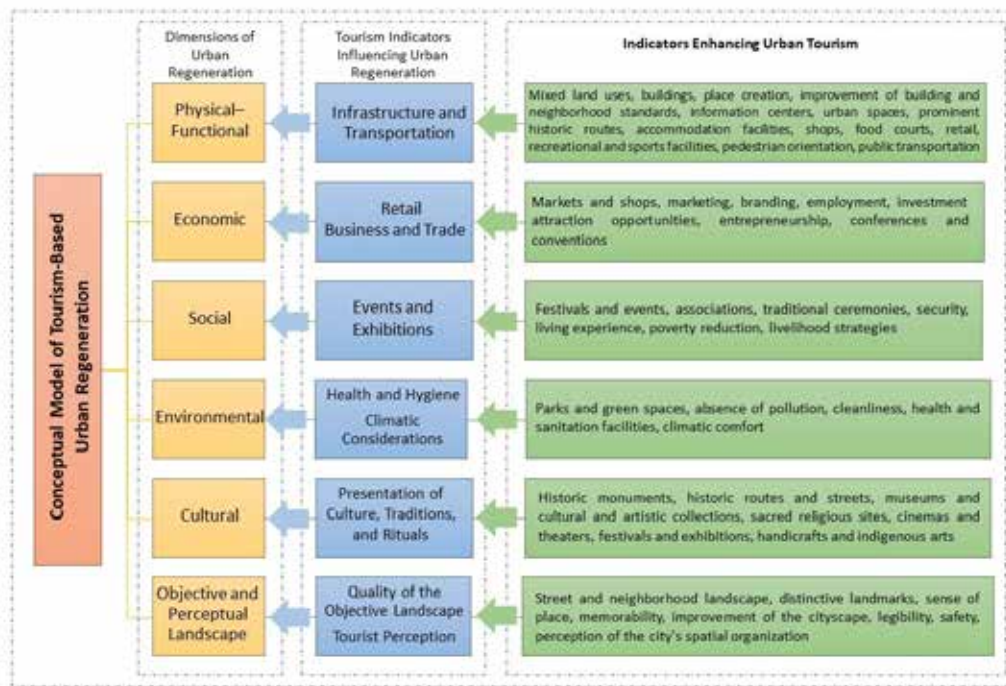 Conceptual Model of Tourism-Based
Urban Regeneration
Dimensions of
Urban
Regeneration
Tourism Indicators
Influencing Urban
Regeneration
Indicators Enhancing Urban Tourism
Physical–
Functional
Infrastructure and
Transportation
Mixed land uses, buildings, place creation, improvement of building and
neighborhood standards, information centers, urban spaces, prominent
historic routes, accommodation facilities, shops, food courts, retail,
recreational and sports facilities, pedestrian orientation, public transportation
Economic
Retail
Business and Trade
Markets and shops, marketing, branding, employment, investment
attraction opportunities, entrepreneurship, conferences and
conventions
Social
Events and
Exhibitions
Festivals and events, associations, traditional ceremonies, security,
living experience, poverty reduction, livelihood strategies
Environmental
Health and Hygiene
Climatic
Considerations
Parks and green spaces, absence of pollution, cleanliness, health and
sanitation facilities, climatic comfort
Cultural
Presentation of
Culture, Traditions,
and Rituals
Historic monuments, historic routes and streets, museums and
cultural and artistic collections, sacred religious sites, cinemas and
theaters, festivals and exhibitions, handicrafts and indigenous arts
Objective and
Perceptual
Landscape
Quality of the
Objective Landscape
Tourist Perception
Street and neighborhood landscape, distinctive landmarks, sense of
place, memorability, improvement of the cityscape, legibility, safety,
perception of the city's spatial organization